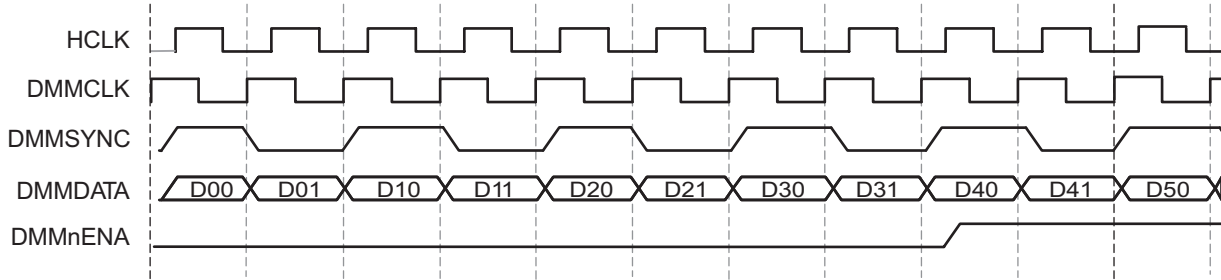 HCLK
DMMCLK
DMMSYNC
DMMDATA D00 D01 D10 D11 D20 D21 D30 D31 D40 D41 D50
DMMnENA